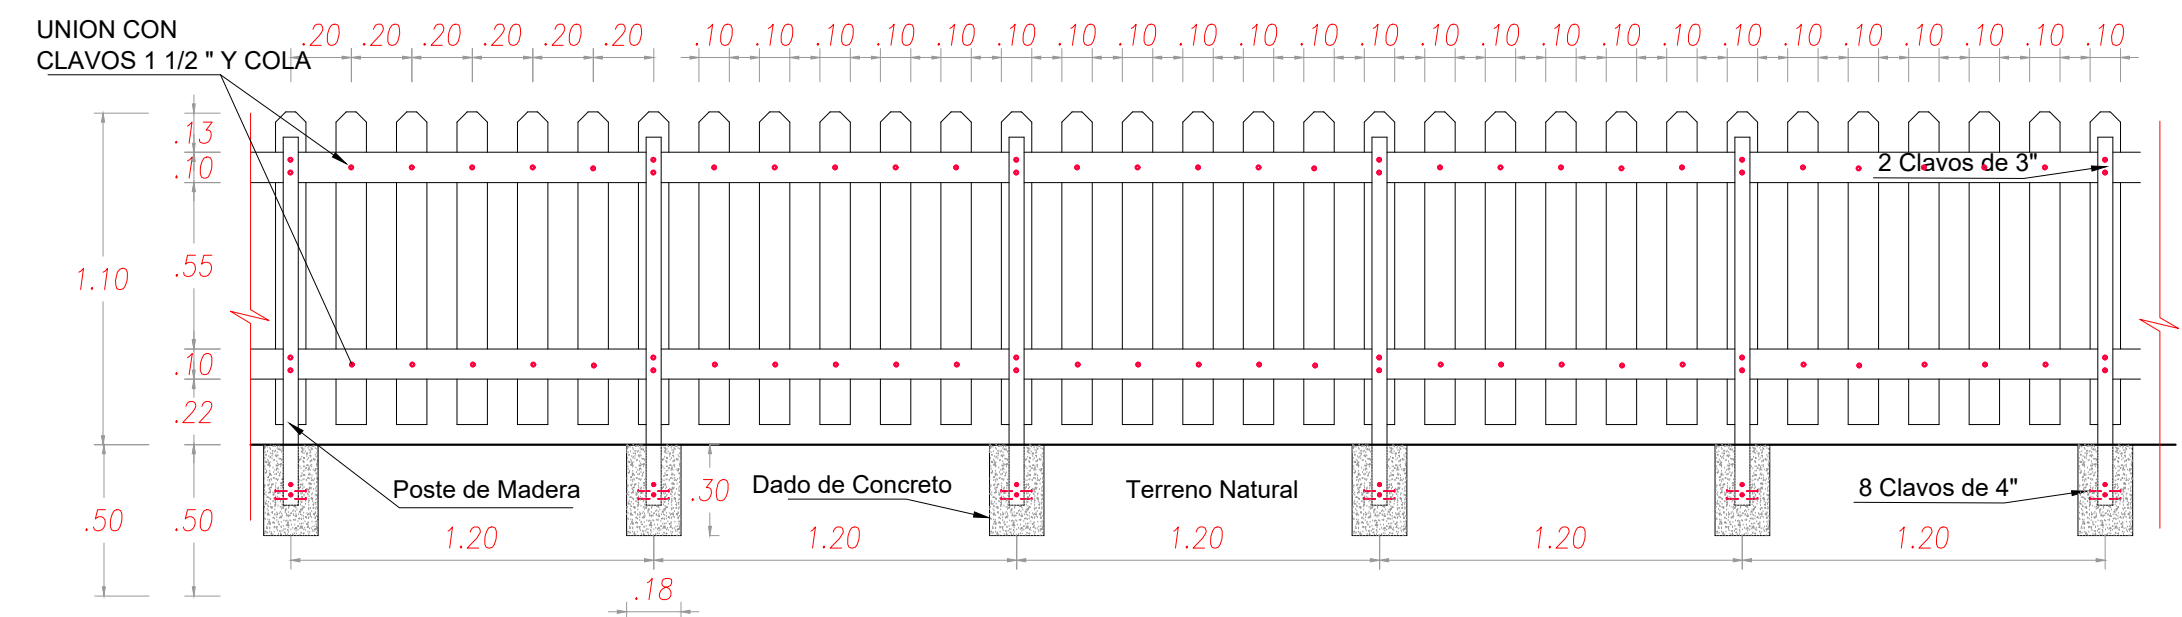 UNION CON
CLAVOS 1 1/2 " Y COLA
.20 .20 .20 .20 .20 .20 .10 .10 .10 .10 .10 .10 .10 .10 .10 .10 .10 .10 .10 .10 .10 .10 .10 .10 .10 .10 .10 .10 .10 .10
.13
.10
2 Clavos de 3"
.55
1.10
.10
.22
Poste de Madera
.30
Dado de Concreto
Terreno Natural
8 Clavos de 4"
.50
.50
1.20
1.20
1.20
1.20
1.20
.18